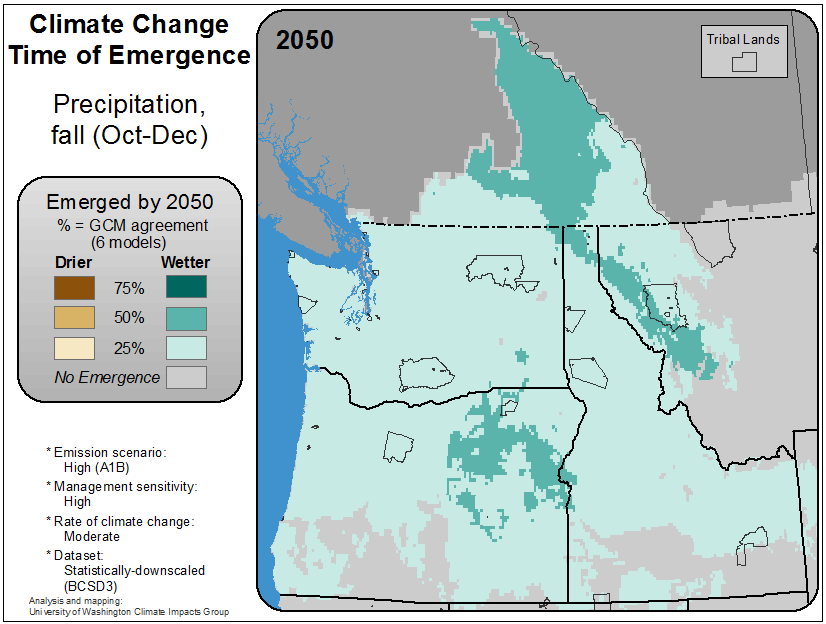 Climate Change
Time of Emergence
Precipitation,
fall (Oct-Dec)
Emerged by 2050
% = GCM agreement
(6 models)
Drier Wetter
75%
50%
25%
No Emergence
* Emission scenario:
High (A1B)
* Management sensitivity:
High
* Rate of climate change:
Moderate
* Dataset:
Statistically-downscaled
(BCSD3)
Analysis and mapping:
University of Washington Climate Impacts Group
2050
Tribal Lands